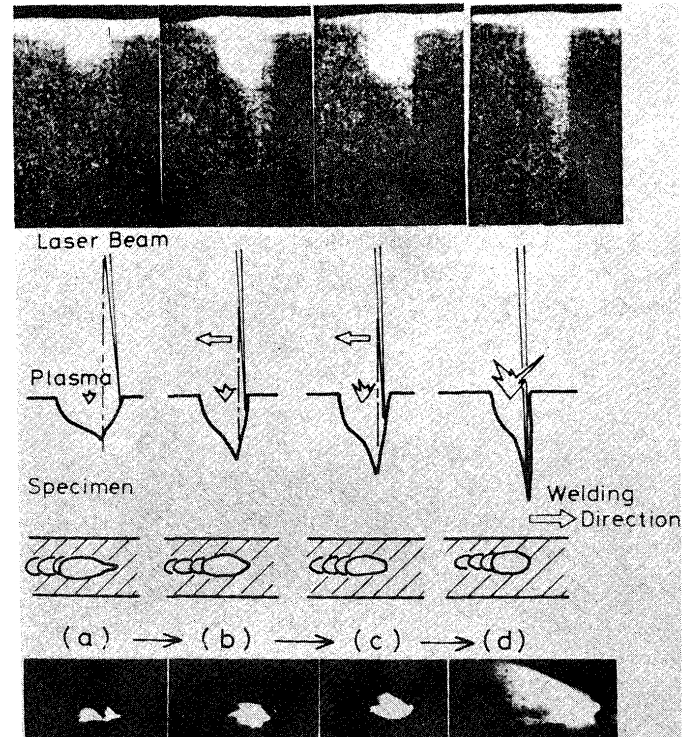 Laser Beam
Plasma
Specimen
Welding
Direction
(a) (b) (c) (d)